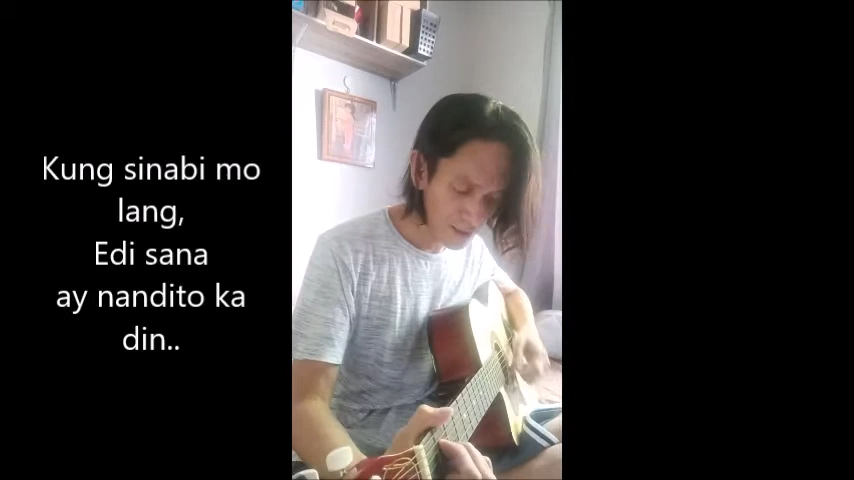 Kung sinabi mo
lang,
Edi sana
ay nandito ka
din..